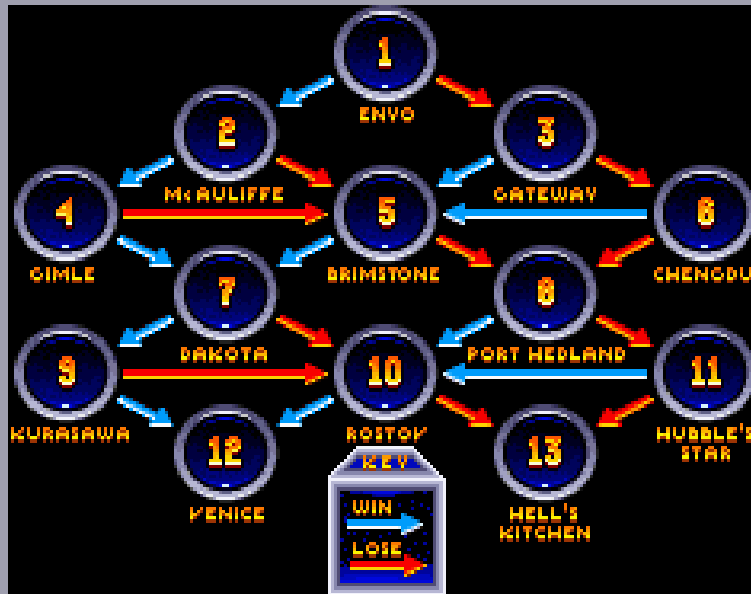 1
ENVO
2
3
McAULIFFE
GATEWAY
4
5
6
GIMLE
BRIMSTONE
CHENGDU
7
8
DAKOTA
PORT HEDLAND
9
10
11
KURASAWA
ROSTOV
HUBBLE'S
STAR
12
13
VENICE
HELL'S
KITCHEN
KEY
WIN
LOSE